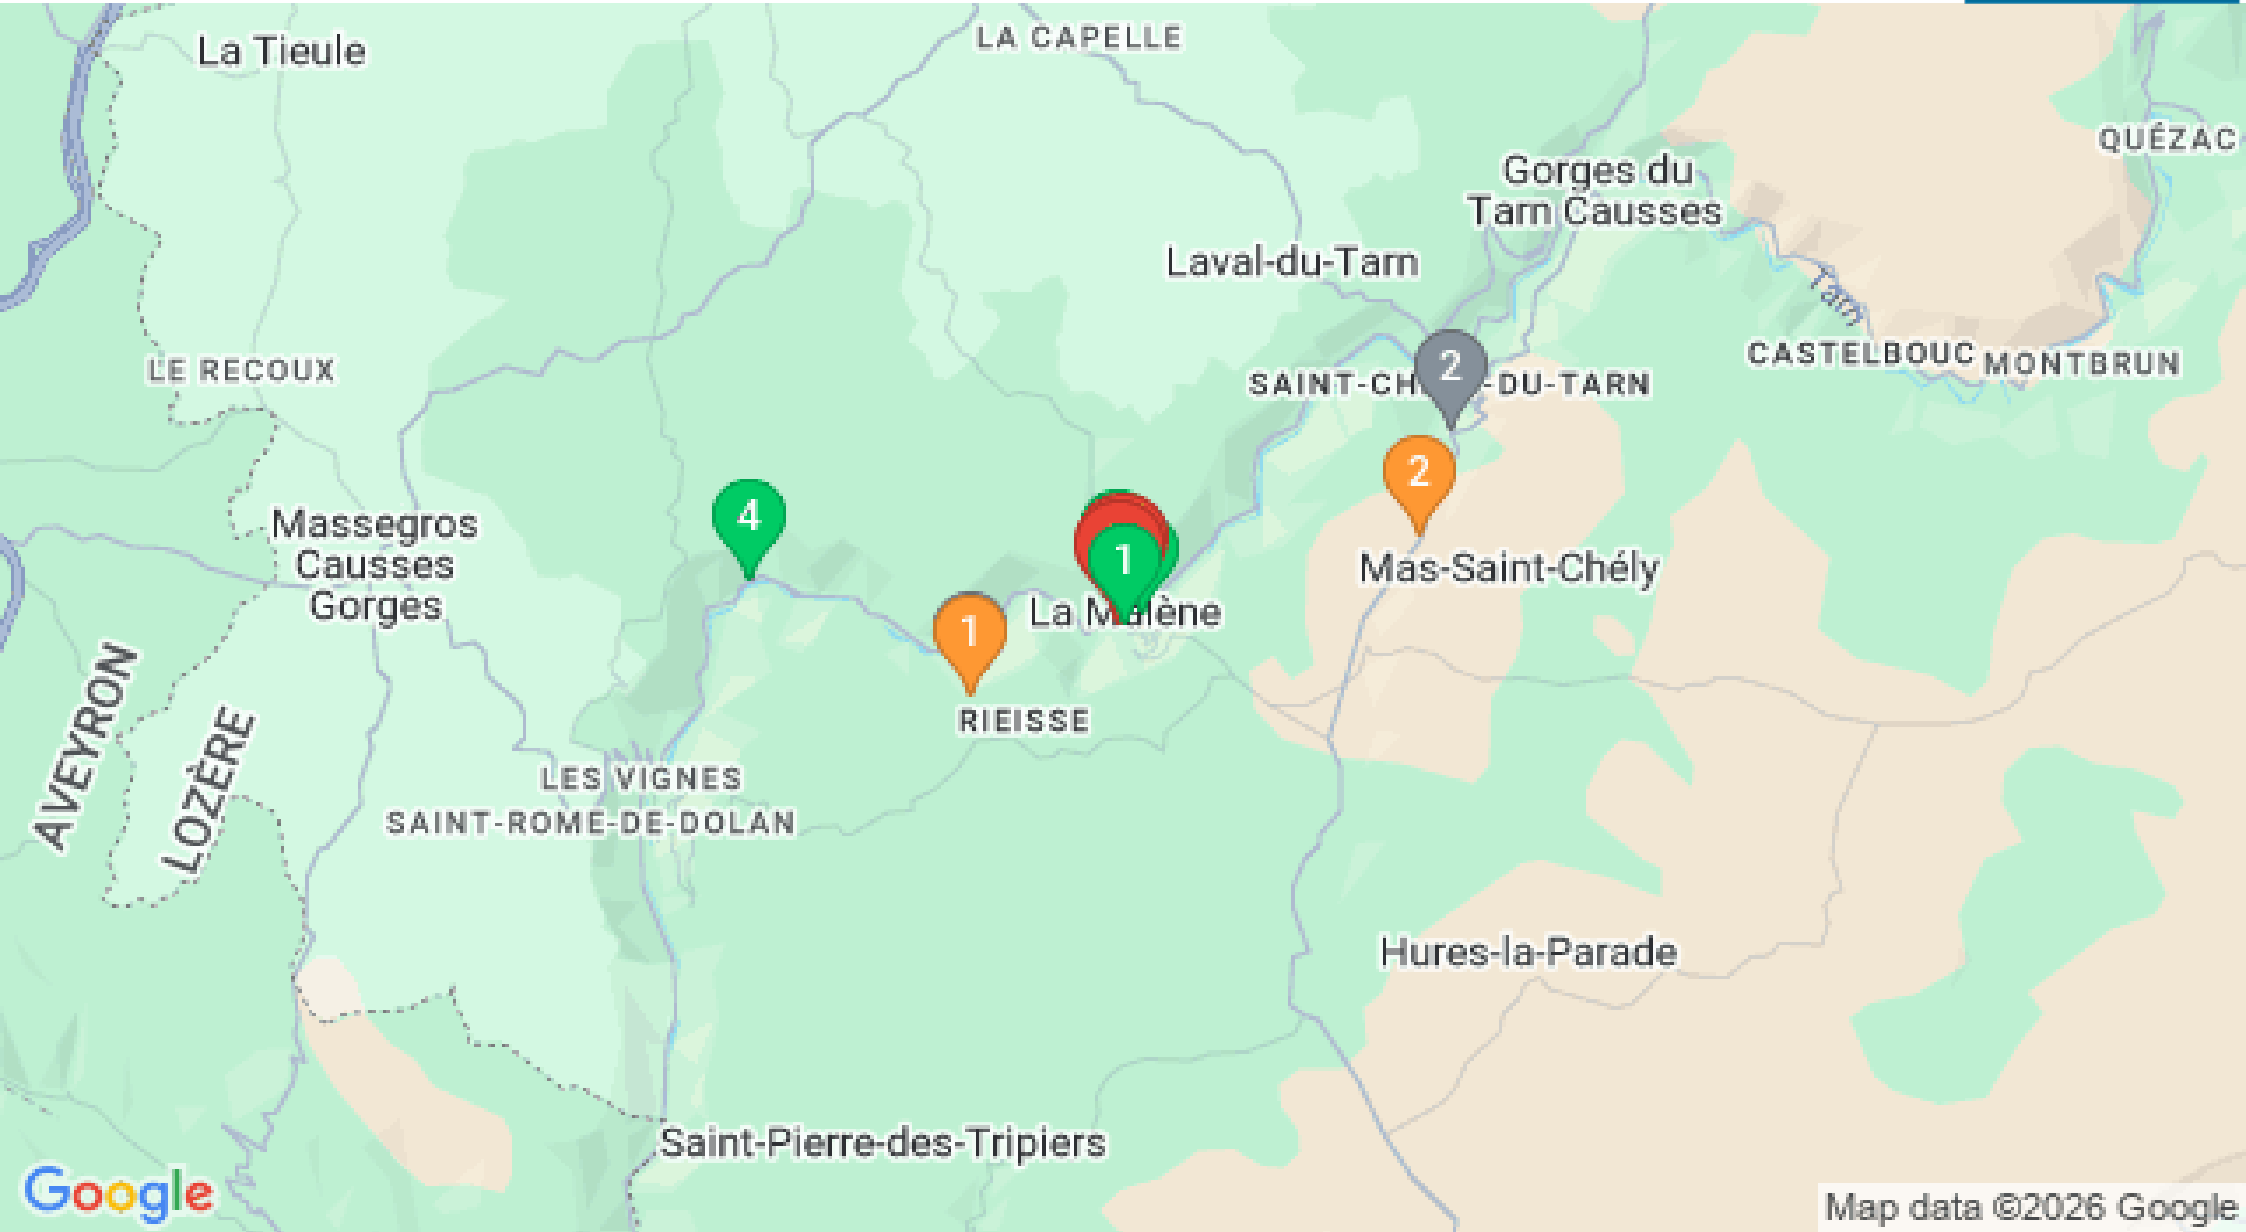 La Tieule
LA CAPELLE
QUÉZAC
Gorges du
Tarn Causses
Laval-du-Tarn
Tarn
CASTELBOUC
MONTBRUN
LE RECOUX
2
SAINT-CH
-DU-TARN
2
4
Massegros
Causses
Gorges
1
Mas-Saint-Chély
La Malène
1
RIEISSE
AVEYRON
LOZÈRE
LES VIGNES
SAINT-ROME-DE-DOLAN
Hures-la-Parade
Saint-Pierre-des-Tripiers
Google
Map data ©2026 Google